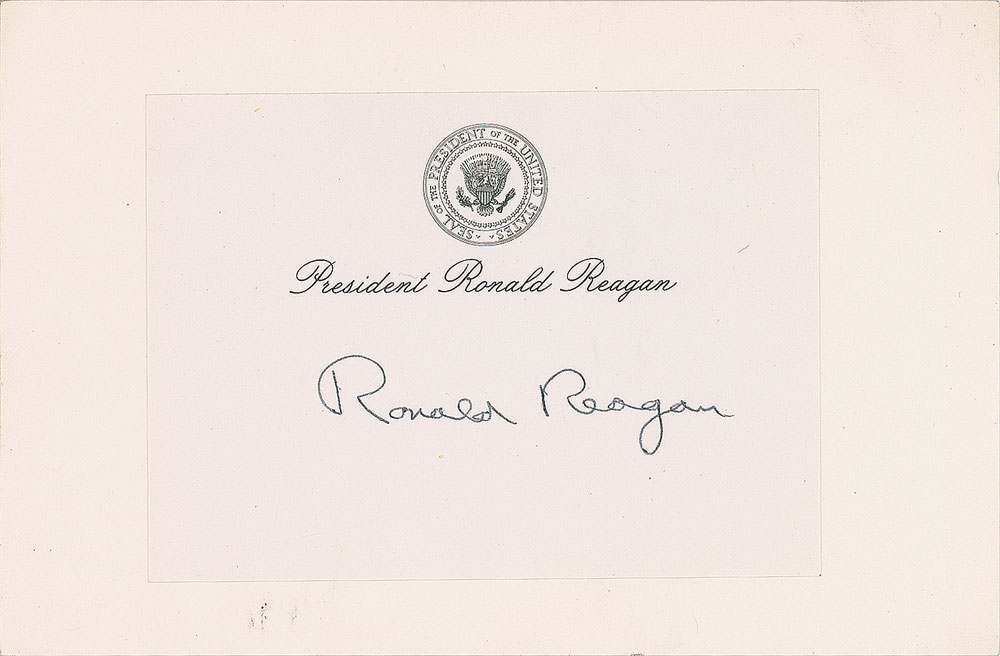 SEAL OF THE PRESIDENT OF THE UNITED STATES
President Ronald Reagan
Ronald Reagan